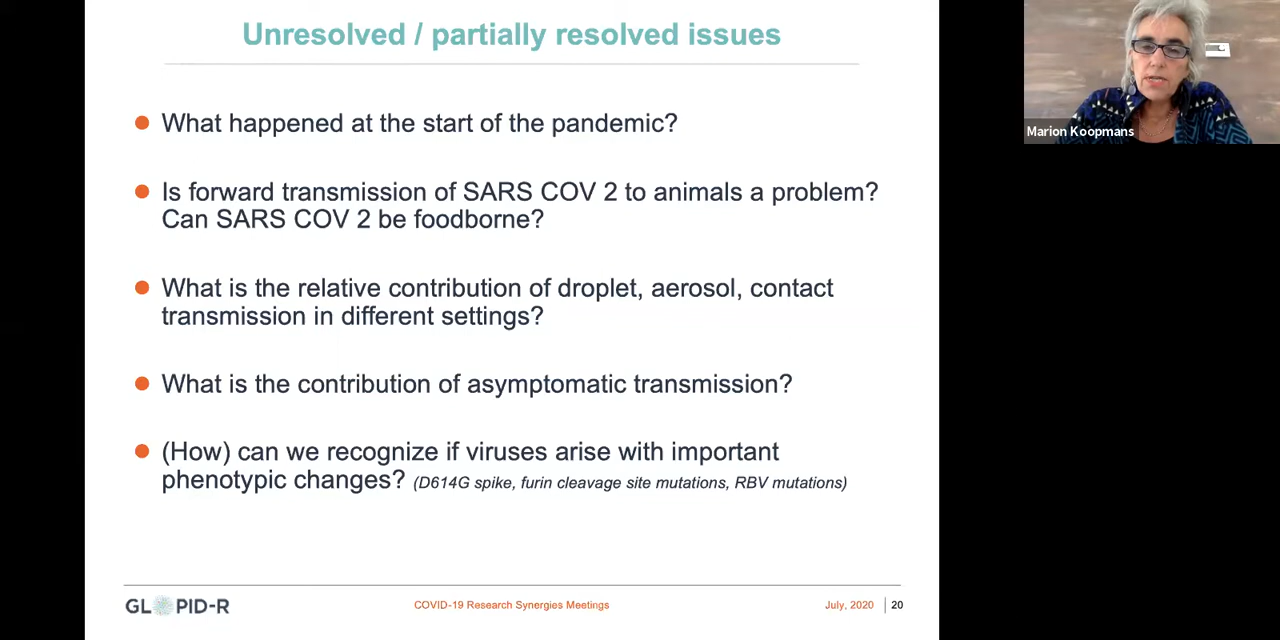 Unresolved / partially resolved issues
What happened at the start of the pandemic?
Is forward transmission of SARS COV 2 to animals a problem?
Can SARS COV 2 be foodborne?
What is the relative contribution of droplet, aerosol, contact
transmission in different settings?
What is the contribution of asymptomatic transmission?
(How) can we recognize if viruses arise with important
phenotypic changes? (D614G spike, furin cleavage site mutations, RBV mutations)
GLOPID-R
COVID-19 Research Synergies Meetings
July, 2020
20
Marion Koopmans